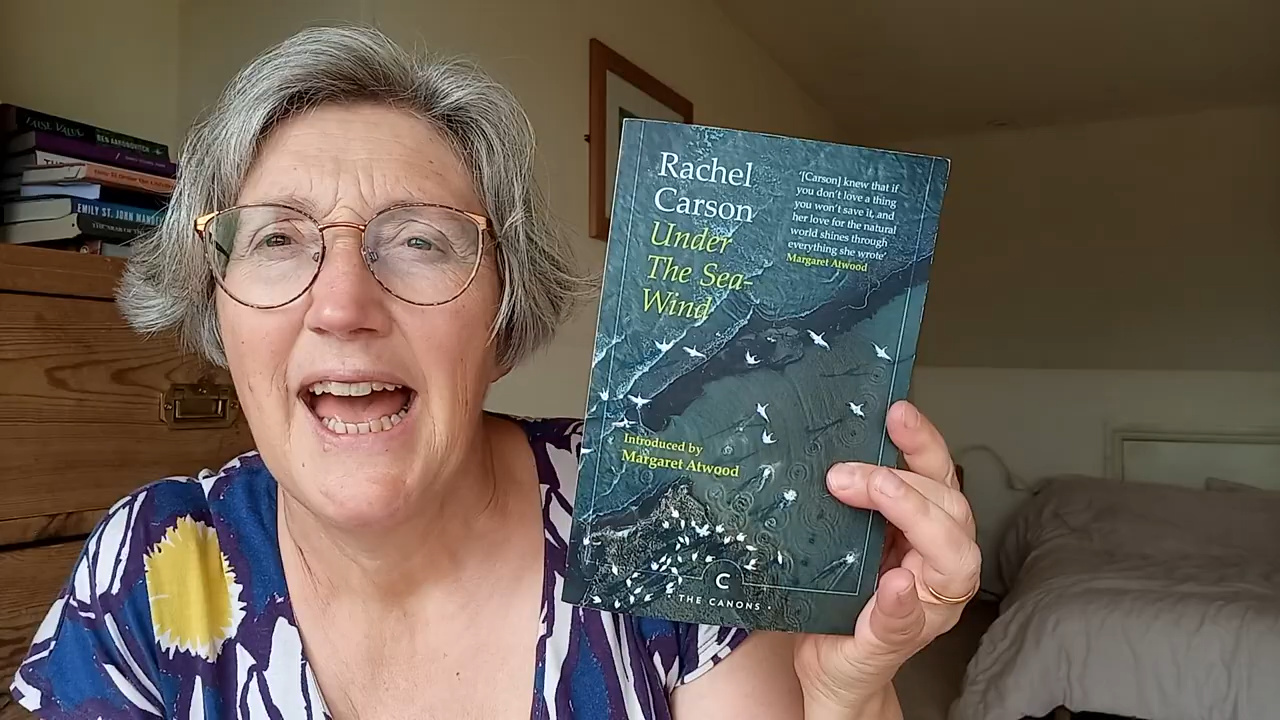 FALSE VALUE BEN AARONOVITCH
EMILY ST. JOHN
Rachel
Carson
Under
The Sea-
Wind
'[Carson] knew that if
you don't love a thing
you won't save it, and
her love for the natural
world shines through
everything she wrote'
Margaret Atwood
Introduced by
Margaret Atwood
C
· THE CANONS ·